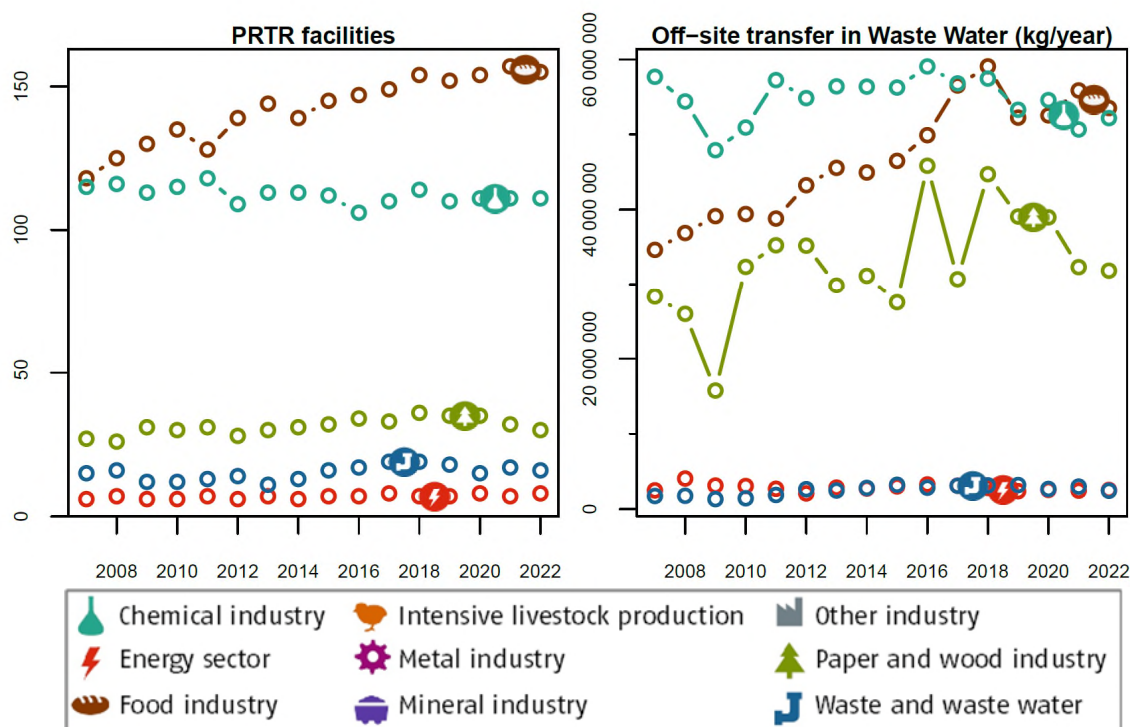 PRTR facilities
150
100
50
0
2008 2010 2012 2014 2016 2018 2020 2022
Off−site transfer in Waste Water (kg/year)
60 000 000
40 000 000
20 000 000
0
2008 2010 2012 2014 2016 2018 2020 2022
Chemical industry Intensive livestock production Other industry
Energy sector Metal industry Paper and wood industry
Food industry Mineral industry Waste and waste water